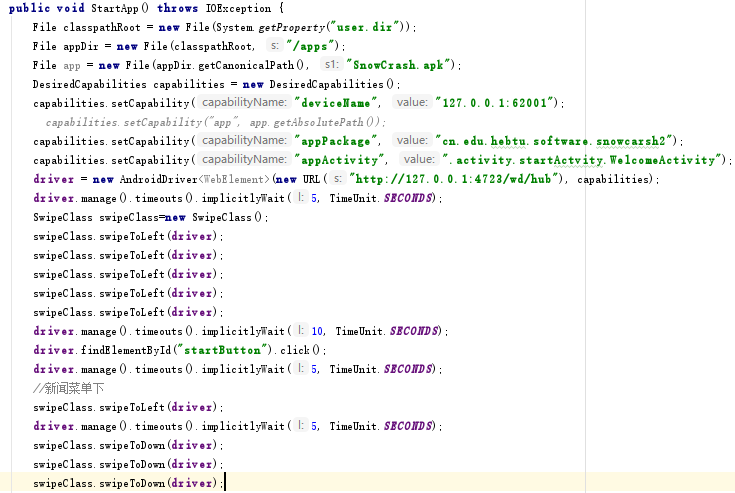 public void StartApp() throws IOException {
File classpathRoot = new File(System.getProperty("user.dir"));
File appDir = new File(classpathRoot, s: "/apps");
File app = new File(appDir.getCanonicalPath(), s1: "SnowCrash.apk");
DesiredCapabilities capabilities = new DesiredCapabilities();
capabilities.setCapability( capabilityName: "deviceName", value: "127.0.0.1:62001");
capabilities.setCapability("app", app.getAbsolutePath());
capabilities.setCapability( capabilityName: "appPackage", value: "cn.edu.hebtu.software.snowcarsh2");
capabilities.setCapability( capabilityName: "appActivity", value: ".activity.startActvity.WelcomeActivity");
driver = new AndroidDriver<WebElement>(new URL( s: "http://127.0.0.1:4723/wd/hub"), capabilities);
driver.manage().timeouts().implicitlyWait( l: 5, TimeUnit.SECONDS);
SwipeClass swipeClass=new SwipeClass();
swipeClass.swipeToLeft(driver);
swipeClass.swipeToLeft(driver);
swipeClass.swipeToLeft(driver);
swipeClass.swipeToLeft(driver);
swipeClass.swipeToLeft(driver);
driver.manage().timeouts().implicitlyWait( l: 10, TimeUnit.SECONDS);
driver.findElementById("startButton").click();
driver.manage().timeouts().implicitlyWait( l: 5, TimeUnit.SECONDS);
//新闻菜单下
swipeClass.swipeToLeft(driver);
driver.manage().timeouts().implicitlyWait( l: 5, TimeUnit.SECONDS);
swipeClass.swipeToDown(driver);
swipeClass.swipeToDown(driver);
swipeClass.swipeToDown(driver);